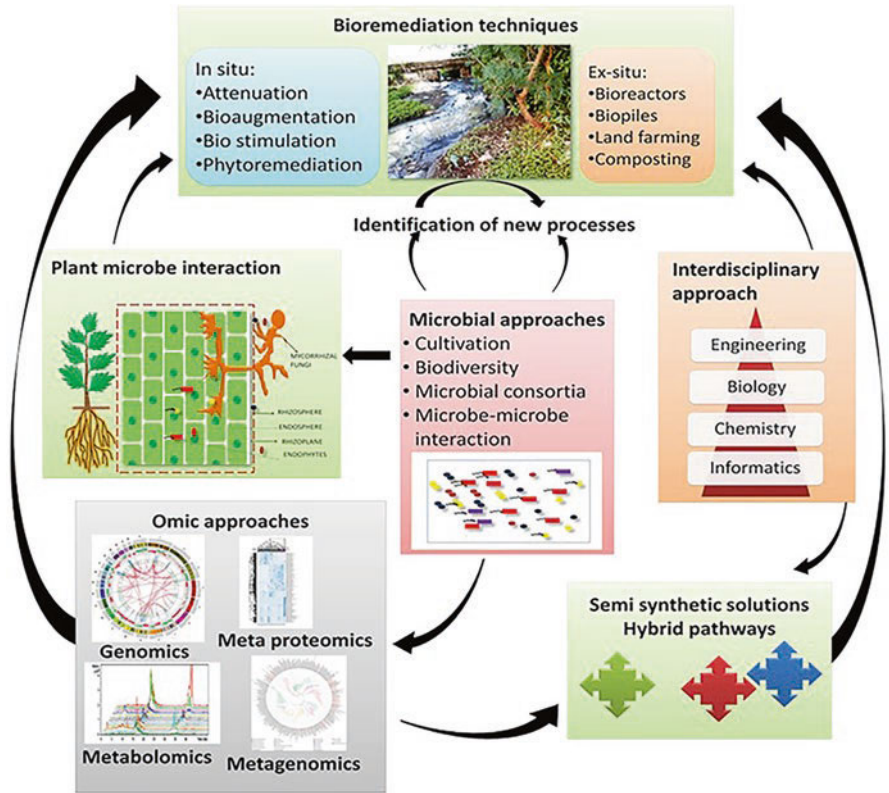 Bioremediation techniques
In situ:
•Attenuation
•Bioaugmentation
•Bio stimulation
•Phytoremediation
Ex-situ:
•Bioreactors
•Biopiles
•Land farming
•Composting
Identification of new processes
Plant microbe interaction
MYCORRHIZAL
FUNGI
RHIZOSPHERE
ENDOSPHERE
RHIZOPLANE
ENDOPHYTES
Microbial approaches
• Cultivation
• Biodiversity
• Microbial consortia
• Microbe-microbe
interaction
Interdisciplinary
approach
Engineering
Biology
Chemistry
Informatics
Omic approaches
Genomics
Meta proteomics
Metabolomics
Metagenomics
Semi synthetic solutions
Hybrid pathways